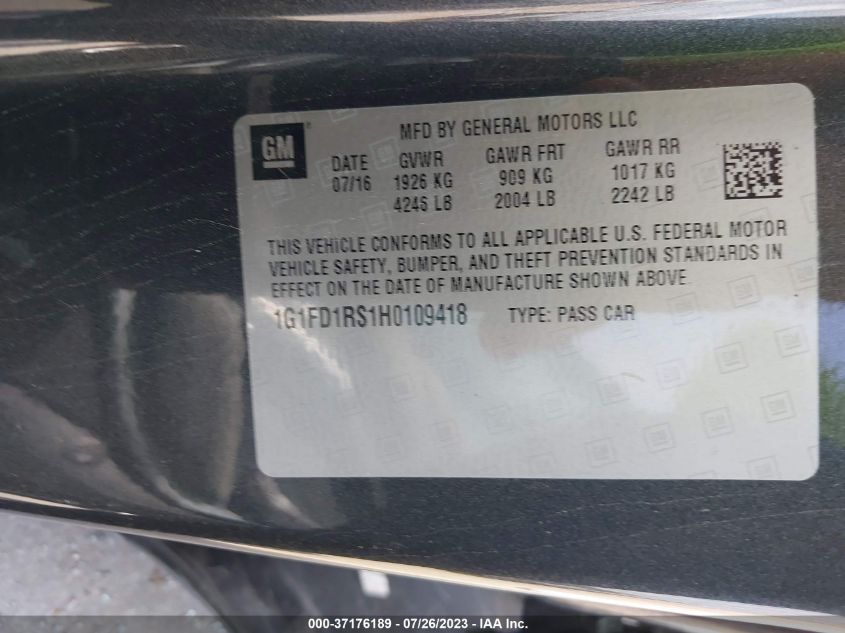 GM ®
MFD BY GENERAL MOTORS LLC
DATE GVWR GAWR FRT GAWR RR
07/16 1926 KG 909 KG 1017 KG
4246 LB 2004 LB 2242 LB
THIS VEHICLE CONFORMS TO ALL APPLICABLE U.S. FEDERAL MOTOR
VEHICLE SAFETY, BUMPER, AND THEFT PREVENTION STANDARDS IN
EFFECT ON THE DATE OF MANUFACTURE SHOWN ABOVE.
1G1FD1RS1H0109418 TYPE: PASS CAR
000-37176189 - 07/26/2023 - IAA Inc.